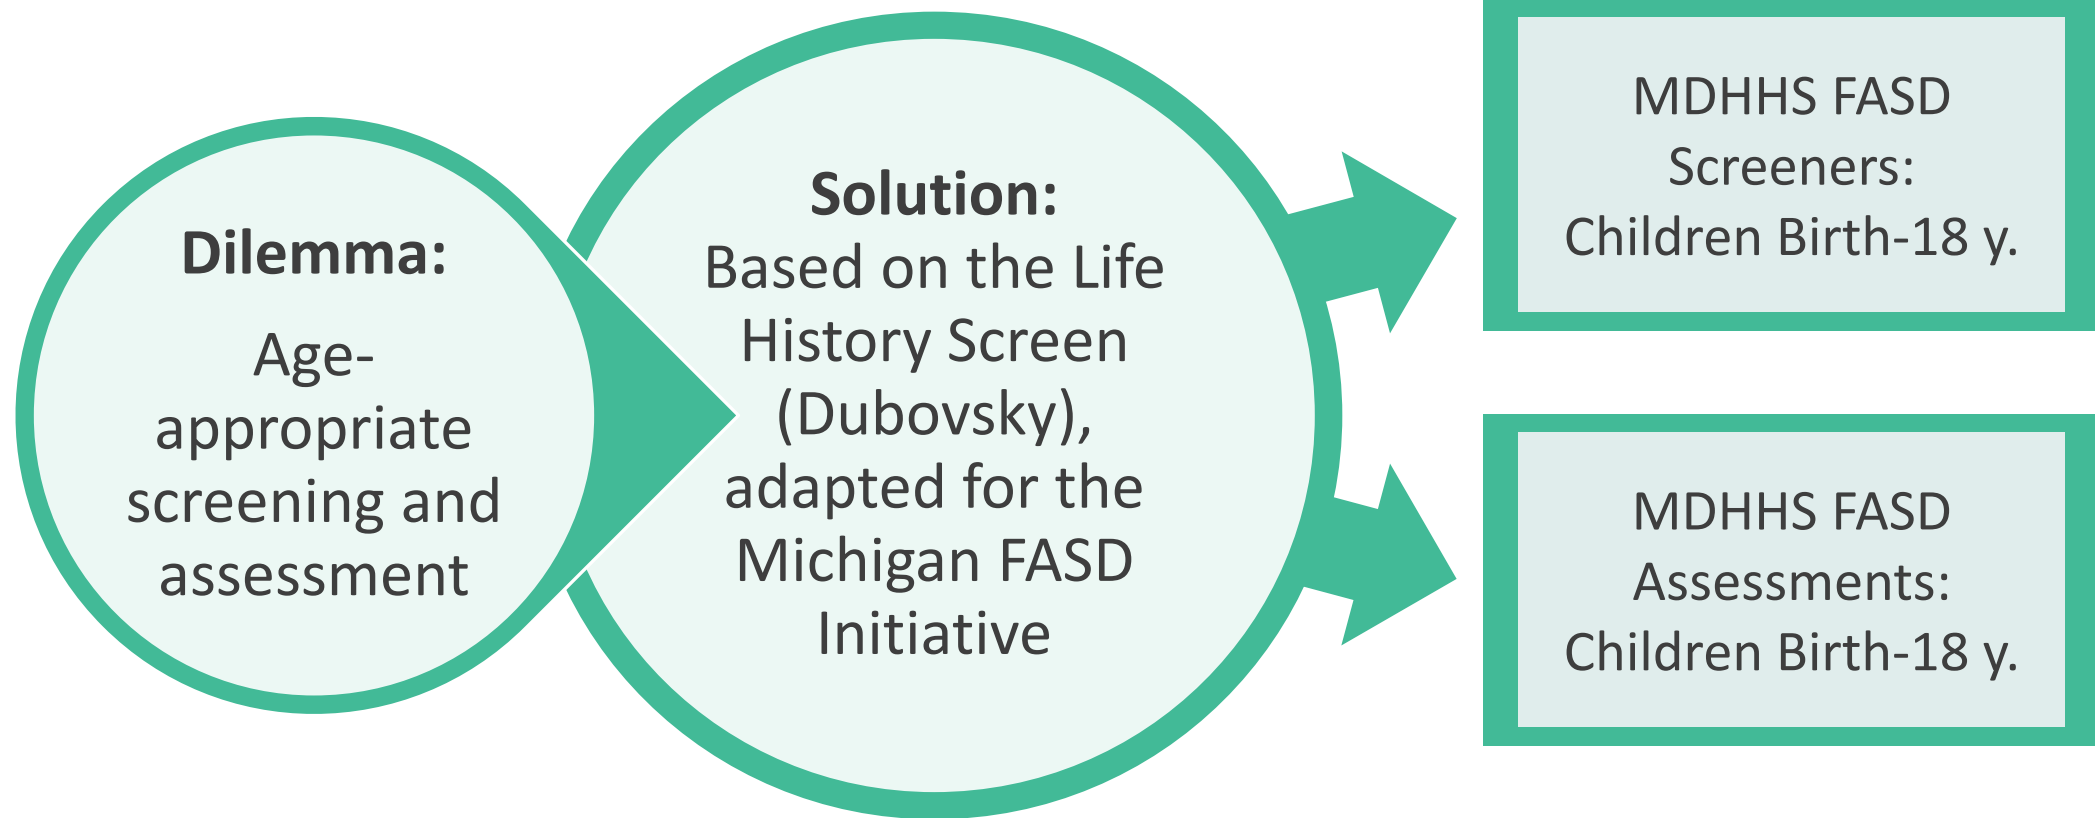 Dilemma:
Age-
appropriate
screening and
assessment
Solution:
Based on the Life
History Screen
(Dubovsky),
adapted for the
Michigan FASD
Initiative
MDHHS FASD
Screeners:
Children Birth-18 y.
MDHHS FASD
Assessments:
Children Birth-18 y.